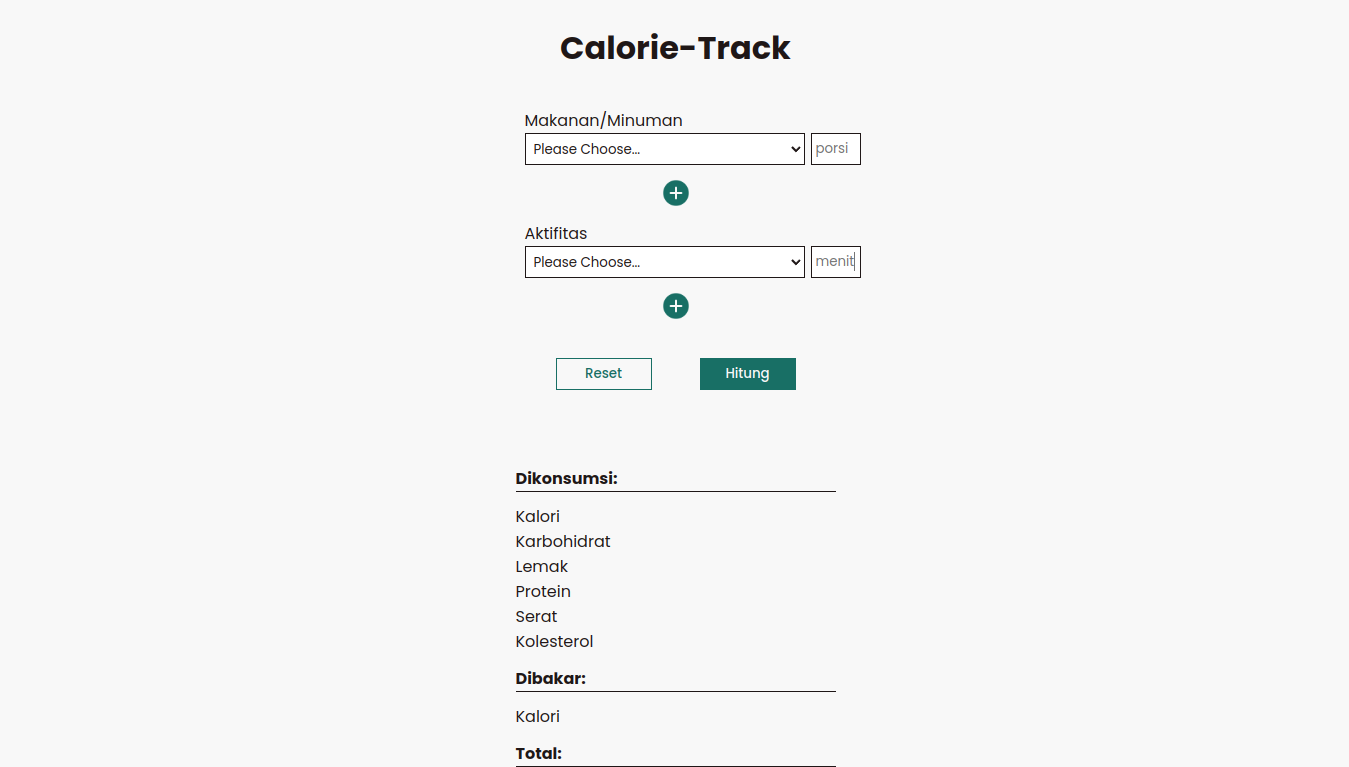 Calorie-Track
Makanan/Minuman
Please Choose... porsi
Aktifitas
Please Choose... menit
Reset Hitung
Dikonsumsi:
Kalori
Karbohidrat
Lemak
Protein
Serat
Kolesterol
Dibakar:
Kalori
Total: